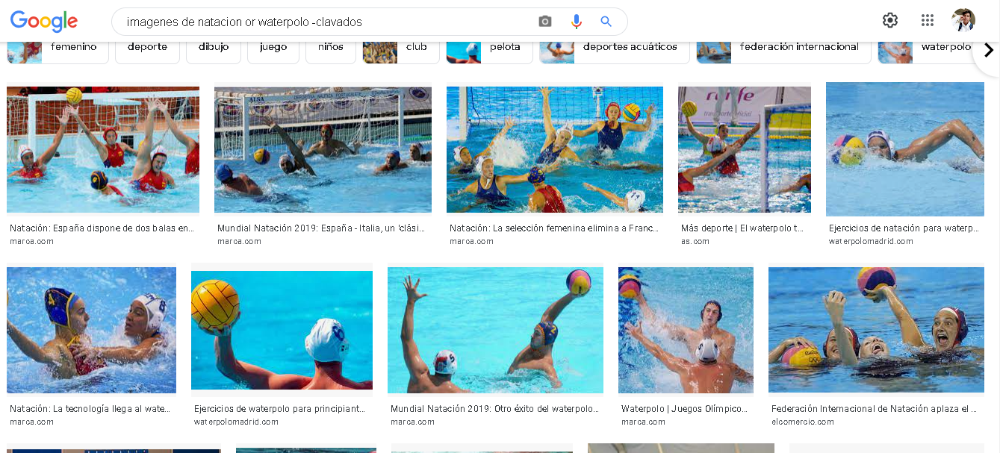 Google
imagenes de natacion or waterpolo -clavados
femenino deporte dibujo juego niños club pelota deportes acuáticos federación internacional waterpolo
ALSA DEPORTIVA NAUTICA PORTUGALETE
Natación: España dispone de dos balas en...
marca.com
Mundial Natación 2019: España - Italia, un 'clási...
marca.com
Natación: La selección femenina elimina a Franc...
marca.com
Más deporte | El waterpolo t...
as.com
Ejercicios de natación para waterp...
waterpolomadrid.com
Natación: La tecnología llega al wate...
marca.com
Ejercicios de waterpolo para principiant...
waterpolomadrid.com
Mundial Natación 2019: Otro éxito del waterpolo...
marca.com
Waterpolo | Juegos Olímpico...
marca.com
Federación Internacional de Natación aplaza el ...
elcomercio.com